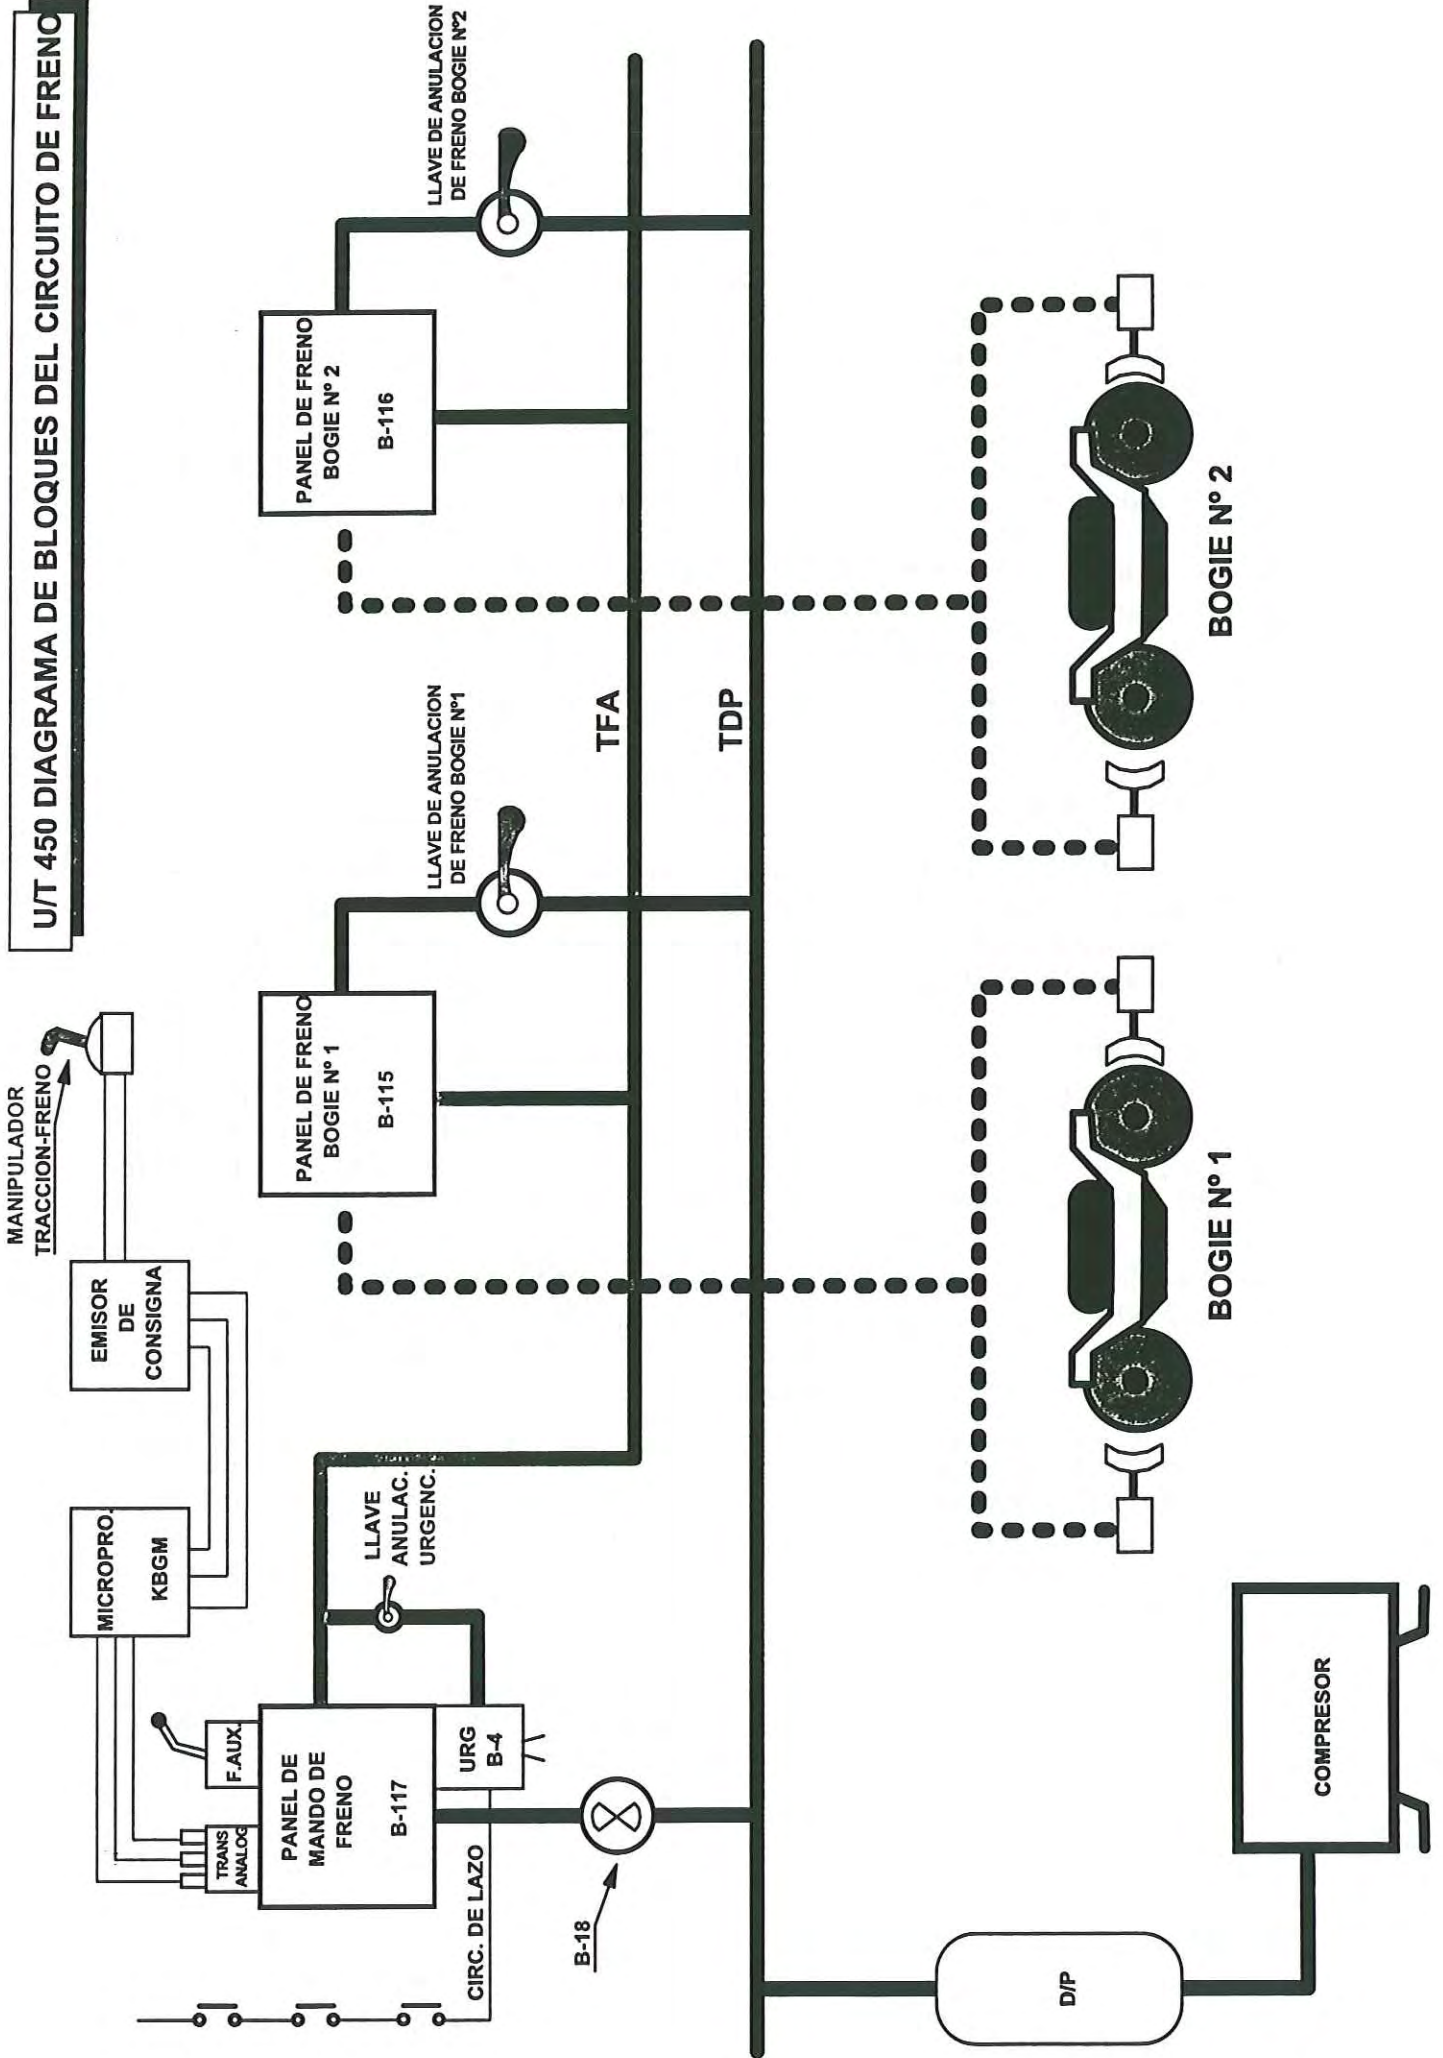 U/T 450 DIAGRAMA DE BLOQUES DEL CIRCUITO DE FRENO
MANIPULADOR
TRACCION-FRENO
EMISOR
DE
CONSIGNA
MICROPRO.
KBGM
TRANS
ANALOG
F.AUX.
PANEL DE
MANDO DE
FRENO
B-117
URG
B-4
LLAVE
ANULAC.
URGENC.
CIRC. DE LAZO
B-18
PANEL DE FRENO
BOGIE Nº 1
B-115
LLAVE DE ANULACION
DE FRENO BOGIE Nº1
PANEL DE FRENO
BOGIE Nº 2
B-116
LLAVE DE ANULACION
DE FRENO BOGIE Nº2
TFA
TDP
D/P
COMPRESOR
BOGIE Nº 1
BOGIE Nº 2